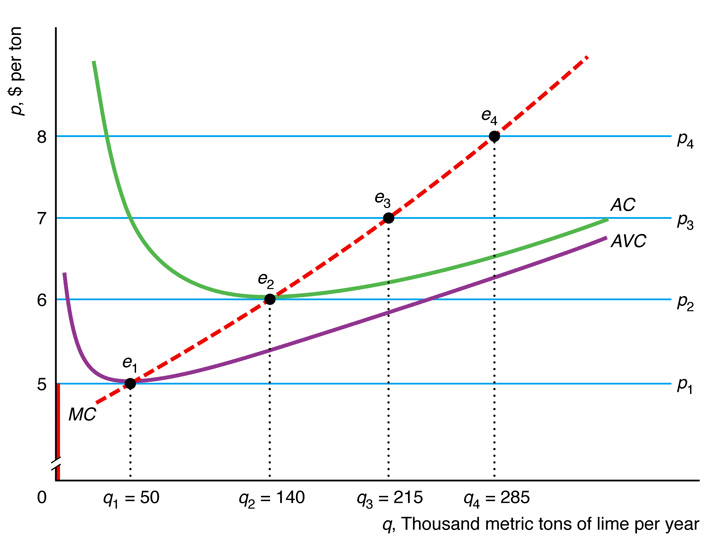 p, $ per ton
e4
8
p4
e3
7
p3
AC
AVC
e2
6
p2
e1
5
p1
MC
0
q1 = 50
q2 = 140
q3 = 215
q4 = 285
q, Thousand metric tons of lime per year